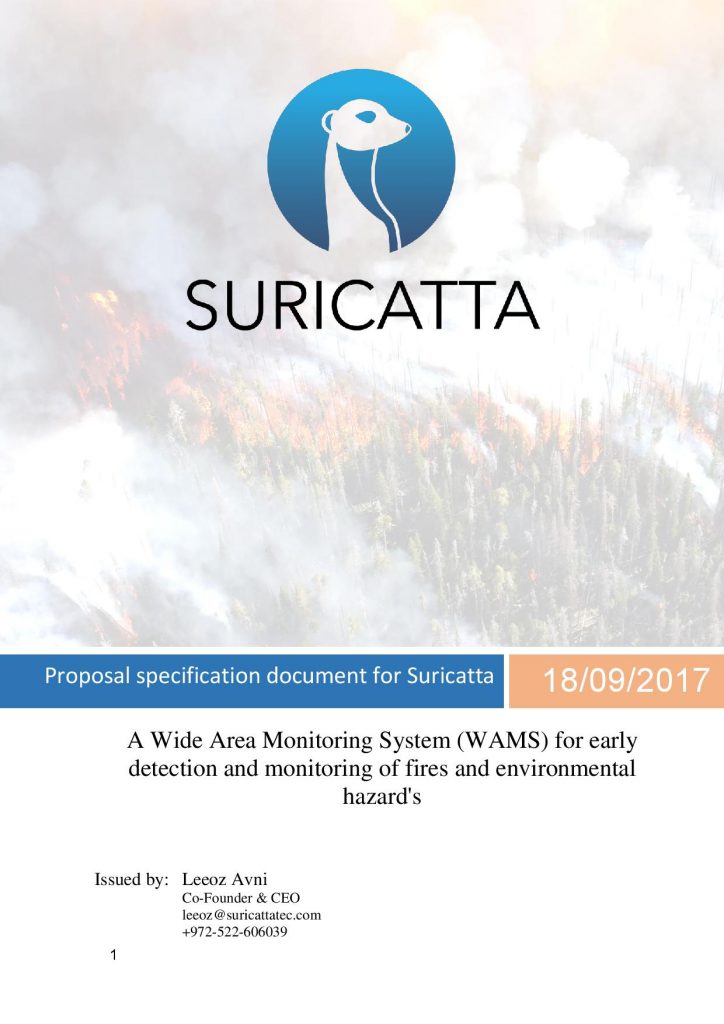 SURICATTA
Proposal specification document for Suricatta
18/09/2017
A Wide Area Monitoring System (WAMS) for early
detection and monitoring of fires and environmental
hazard's
Issued by: Leeoz Avni
Co-Founder & CEO
leeoz@suricattatec.com
+972-522-606039
1